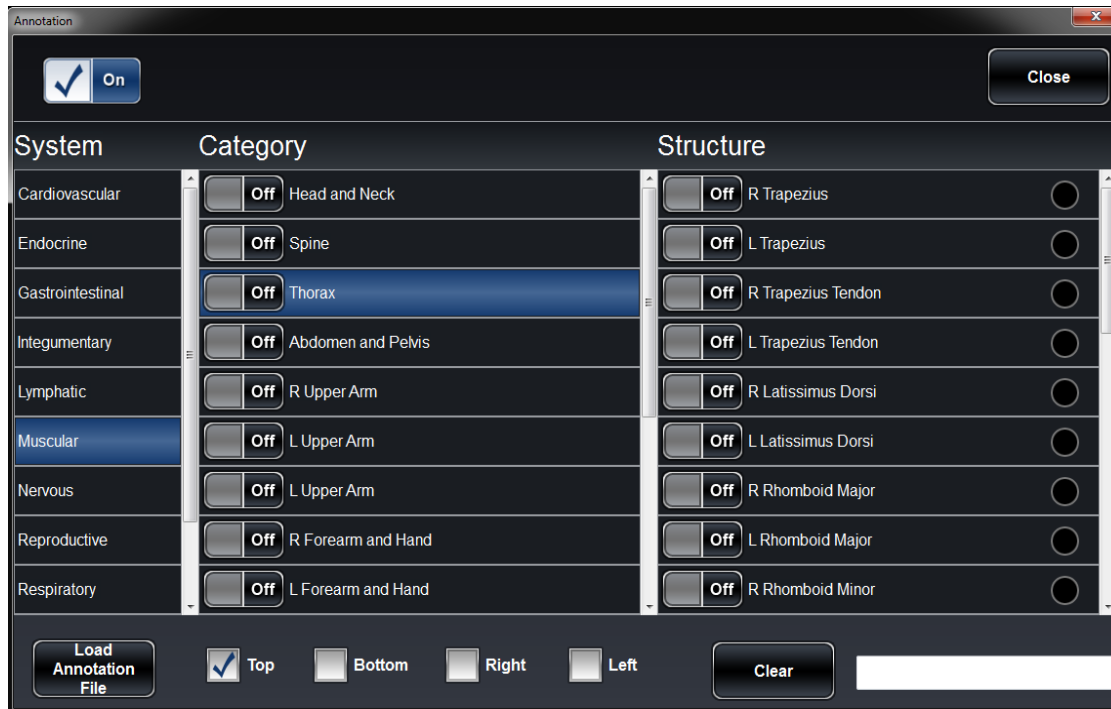 Annotation
On
Close
System
Category
Structure
Cardiovascular
Off Head and Neck
Off R Trapezius
Endocrine
Off Spine
Off L Trapezius
Gastrointestinal
Off Thorax
Off R Trapezius Tendon
Integumentary
Off Abdomen and Pelvis
Off L Trapezius Tendon
Lymphatic
Off R Upper Arm
Off R Latissimus Dorsi
Muscular
Off L Upper Arm
Off L Latissimus Dorsi
Nervous
Off L Upper Arm
Off R Rhomboid Major
Reproductive
Off R Forearm and Hand
Off L Rhomboid Major
Respiratory
Off L Forearm and Hand
Off R Rhomboid Minor
Load
Annotation
File
Top
Bottom
Right
Left
Clear